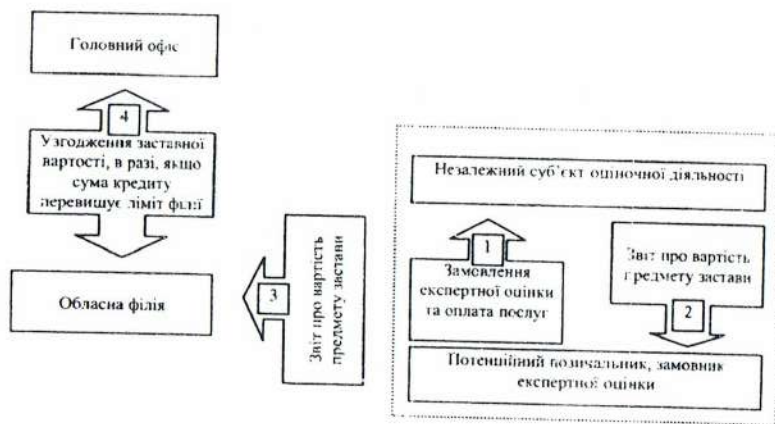 Головний офіс
4
Узгодження заставної
вартості, в разі, якщо
сума кредиту
перевищує ліміт філії
Обласна філія
3
Звіт про вартість
предмету застави
Незалежний суб'єкт оціночної діяльності
1
Замовлення
експертної оцінки
та оплата послуг
Звіт про вартість
предмету застави
2
Потенційний позичальник, замовник
експертної оцінки